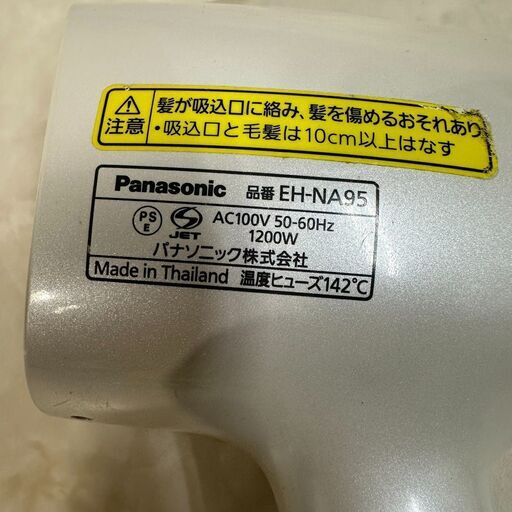 注意 髪が吸込口に絡み、髪を傷めるおそれあり
・吸込口と毛髪は10cm以上はなす
Panasonic 品番 EH-NA95
PS E JET AC100V 50-60Hz
1200W
パナソニック株式会社
Made in Thailand 温度ヒューズ142℃